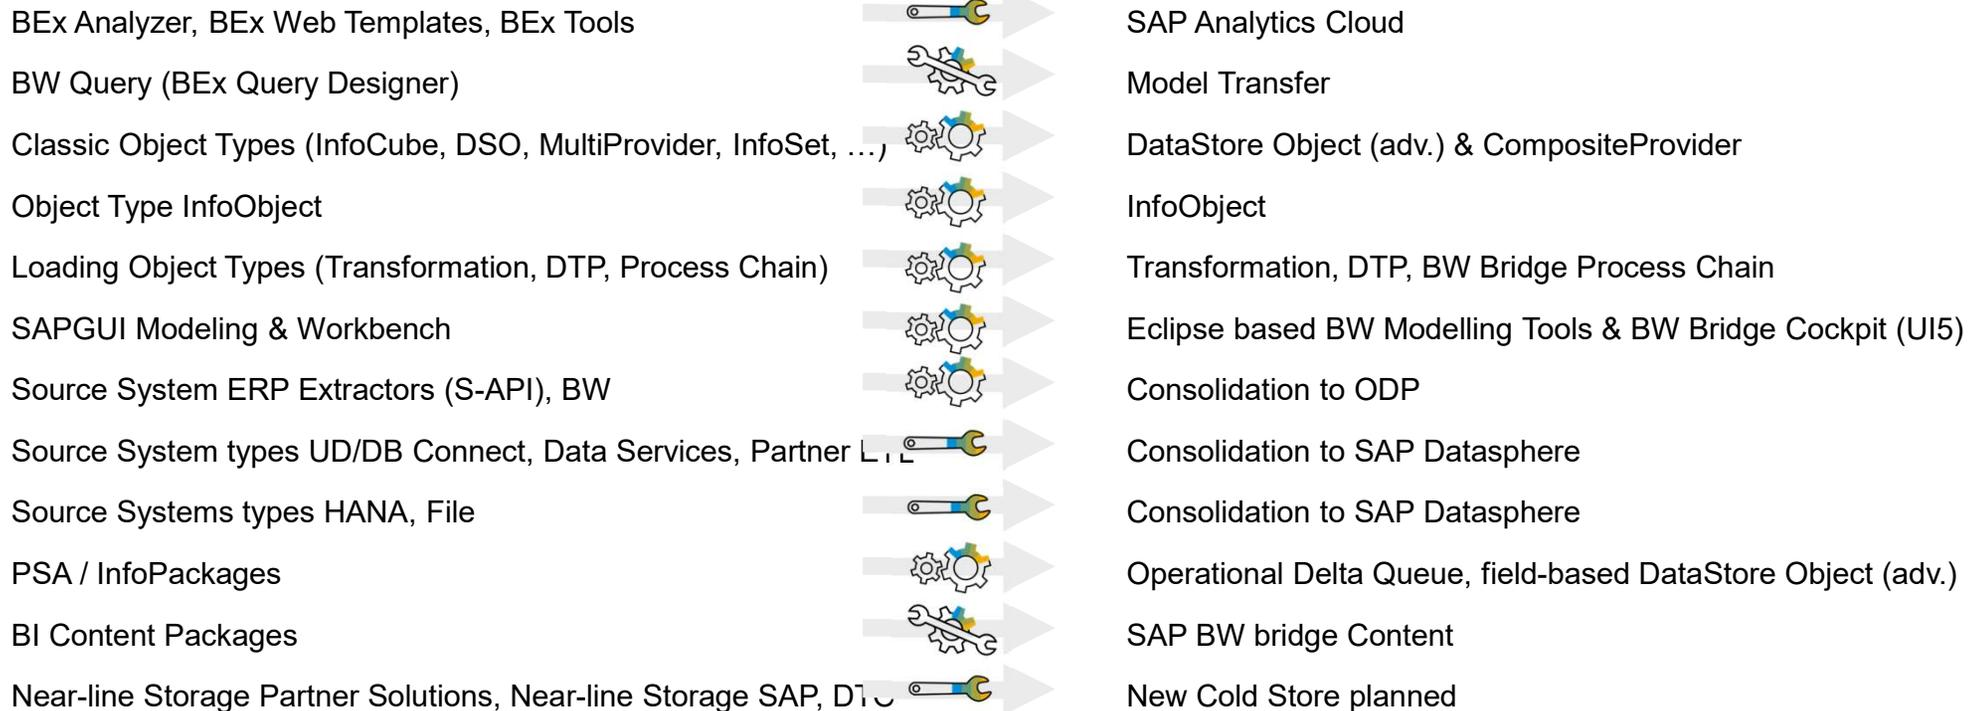 BEx Analyzer, BEx Web Templates, BEx Tools SAP Analytics Cloud
BW Query (BEx Query Designer) Model Transfer
Classic Object Types (InfoCube, DSO, MultiProvider, InfoSet, …) DataStore Object (adv.) & CompositeProvider
Object Type InfoObject InfoObject
Loading Object Types (Transformation, DTP, Process Chain) Transformation, DTP, BW Bridge Process Chain
SAPGUI Modeling & Workbench Eclipse based BW Modelling Tools & BW Bridge Cockpit (UI5)
Source System ERP Extractors (S-API), BW Consolidation to ODP
Source System types UD/DB Connect, Data Services, Partner ETL Consolidation to SAP Datasphere
Source Systems types HANA, File Consolidation to SAP Datasphere
PSA / InfoPackages Operational Delta Queue, field-based DataStore Object (adv.)
BI Content Packages SAP BW bridge Content
Near-line Storage Partner Solutions, Near-line Storage SAP, DTO New Cold Store planned